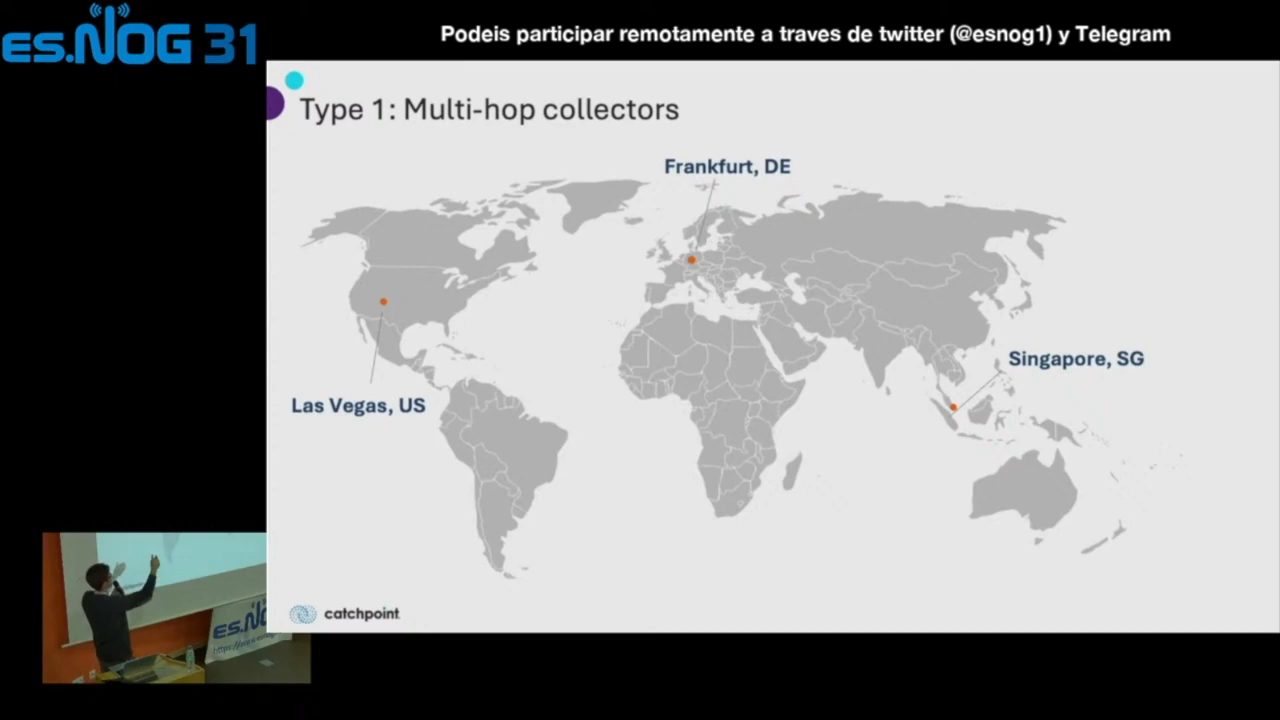 es.NOG 31
Podeis participar remotamente a traves de twitter (@esnog1) y Telegram
Type 1: Multi-hop collectors
Frankfurt, DE
Singapore, SG
Las Vegas, US
catchpoint
ES.NOG